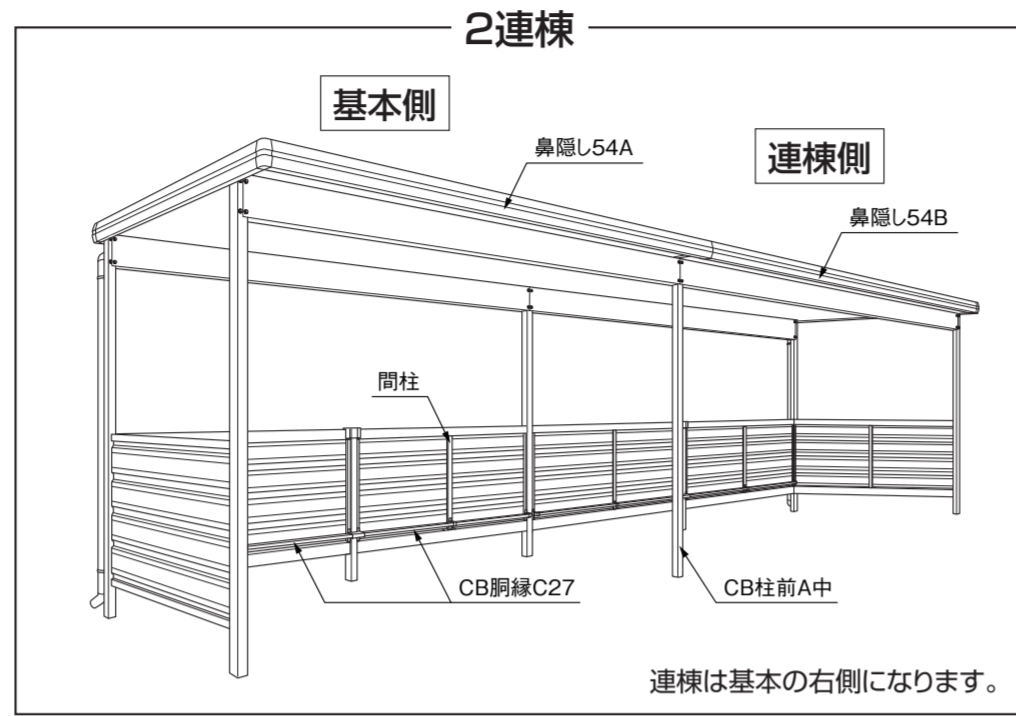 2連棟
基本側
連棟側
鼻隠し54A
鼻隠し54B
間柱
CB胴縁C27
CB柱前A中
連棟は基本の右側になります。